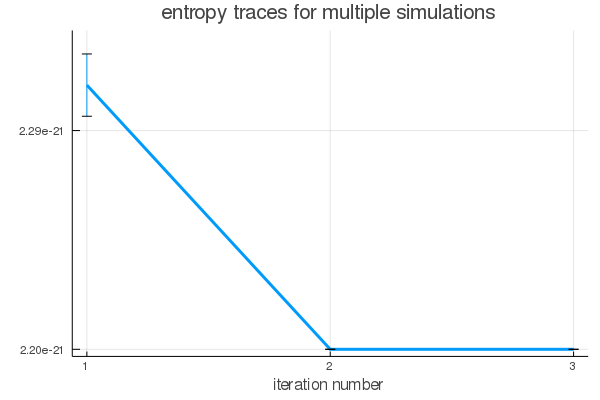 entropy traces for multiple simulations
2.29e-21
2.20e-21
1 2 3
iteration number